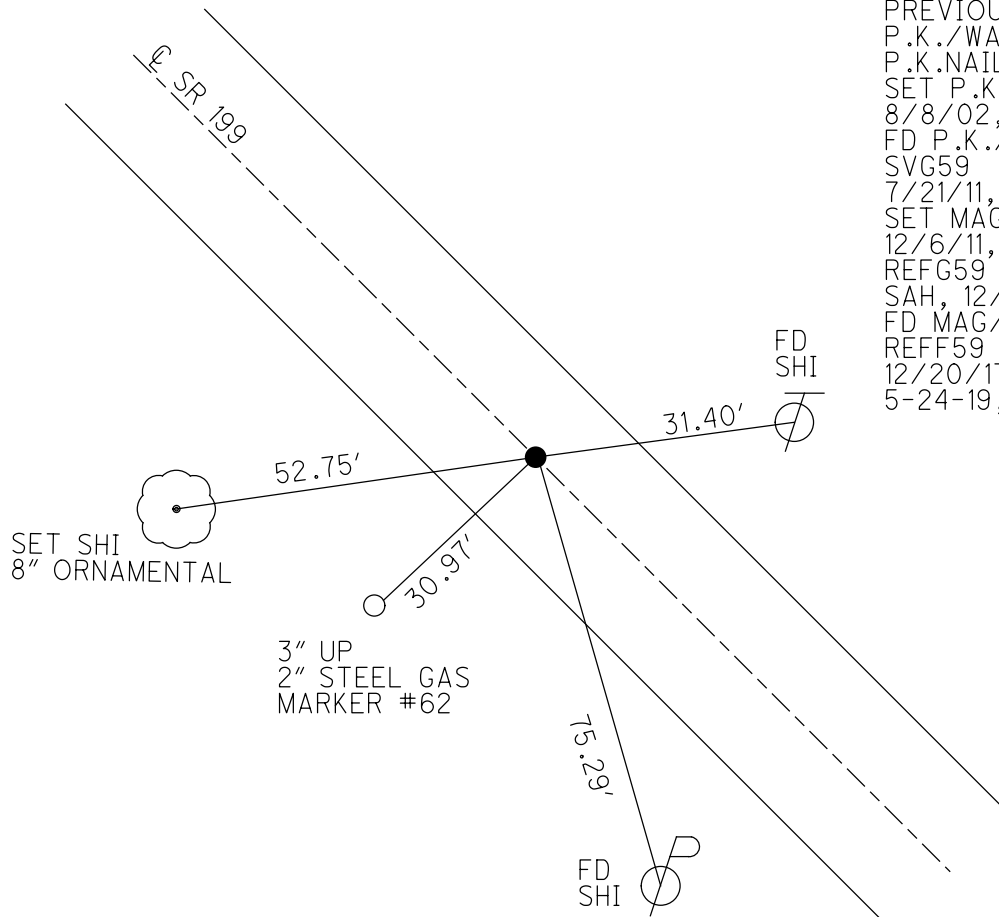 PREVIOU
P.K./WA
P.K.NAIL
SET P.K
8/8/02,
FD P.K./
SVG59
7/21/11,
SET MAG
12/6/11,
REFG59
SAH, 12/
FD MAG/
REFF59
12/20/17
5-24-19,
℄ SR 199
FD
SHI
31.40'
52.75'
SET SHI
8" ORNAMENTAL
30.97'
3" UP
2" STEEL GAS
MARKER #62
75.29'
FD
SHI